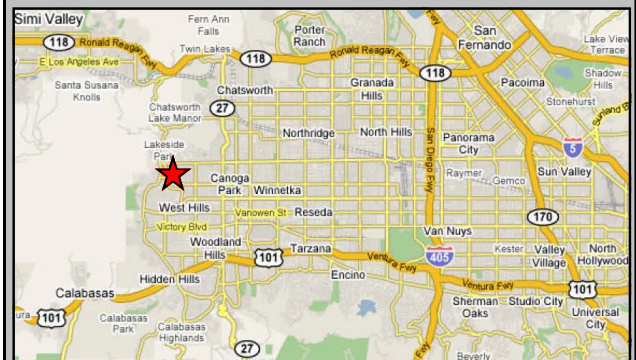 Simi Valley
Fern Ann Falls
Porter Ranch
San Fernando
Lake View Terrace
118
Ronald Reagan Fwy
Twin Lakes
118
Ronald Reagan Fwy
Fwy
E Los Angeles Ave
118
Pacoima
Shadow Hills
Santa Susana Knolls
Chatsworth
Granada Hills
Stonehurst
Chatsworth Lake Manor
27
Sunland
Northridge
North Hills
San Diego Fwy
Panorama City
5
Lakeside Park
Canoga Park
Winnetka
Raymer
Gemco
Sun Valley
West Hills
Vanowen St
Reseda
170
Victory Blvd
Van Nuys
Woodland Hills
101
Tarzana
Ventura Fwy
405
Kester
Valley Village
North Hollywood
Hidden Hills
Encino
Ventura Fwy
101
Calabasas
Sherman Oaks
Studio City
Universal City
ura
101
Calabasas Park
Calabasas Highlands
27
Fwy
Beverly